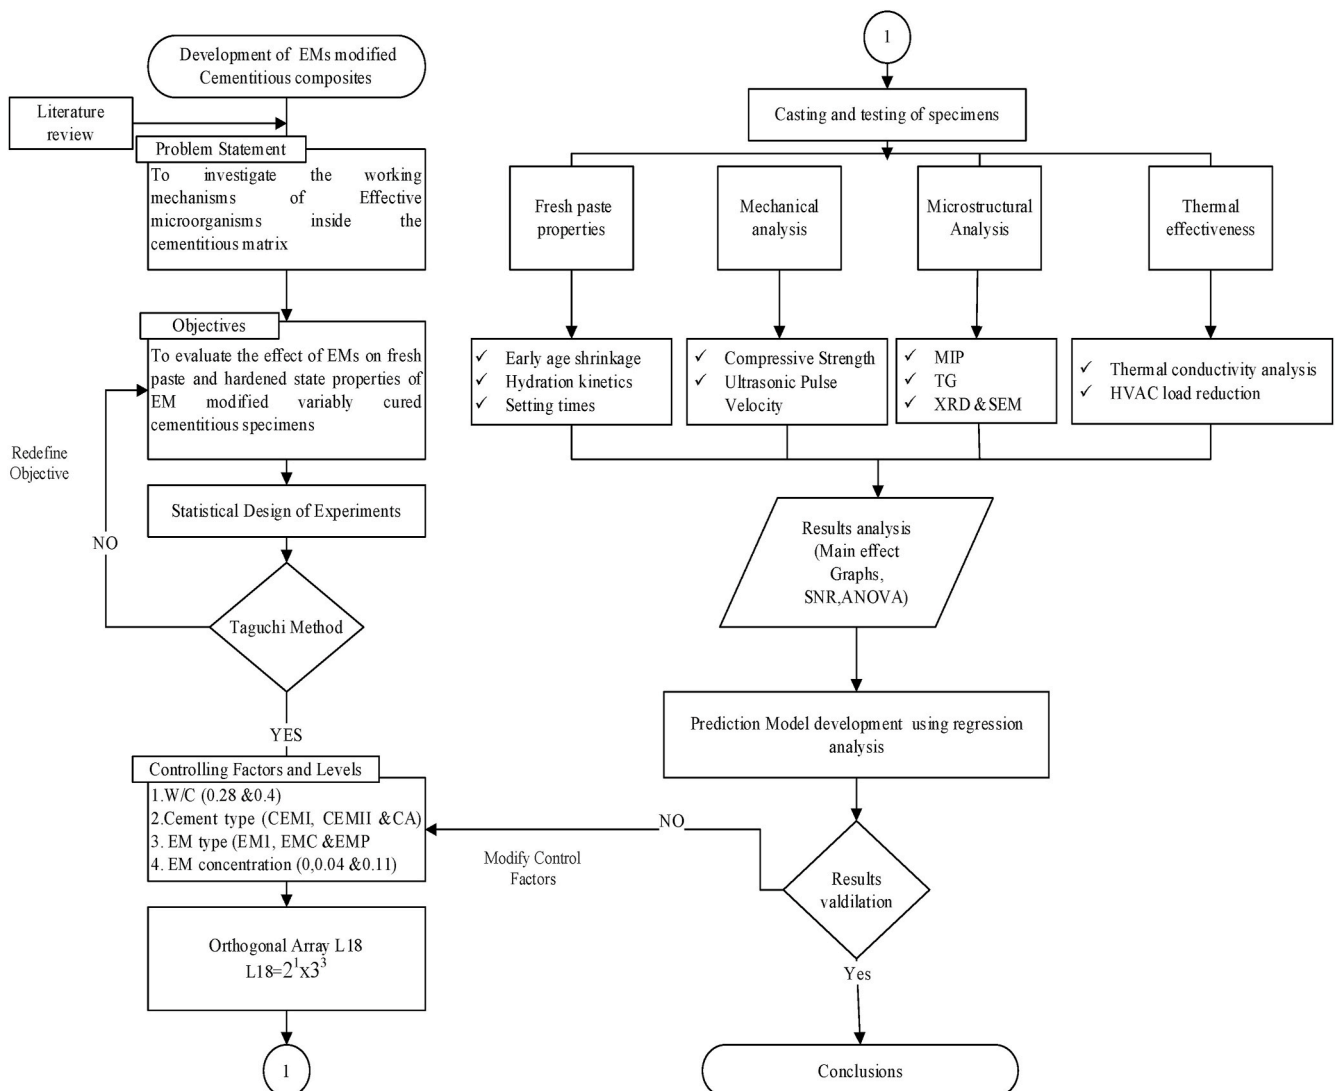 Development of EMs modified
Cementitious composites
Literature
review
Problem Statement
To investigate the working
mechanisms of Effective
microorganisms inside the
cementitious matrix
Objectives
To evaluate the effect of EMs on fresh
paste and hardened state properties of
EM modified variably cured
cementitious specimens
Redefine
Objective
Statistical Design of Experiments
NO
Taguchi Method
YES
Controlling Factors and Levels
1.W/C (0.28 &0.4)
2.Cement type (CEMI, CEMII &CA)
3. EM type (EM1, EMC &EMP
4. EM concentration (0,0.04 &0.11)
Orthogonal Array L18
L18=2¹x3³
1
1
Casting and testing of specimens
Fresh paste
properties
Mechanical
analysis
Microstructural
Analysis
Thermal
effectiveness
✓ Early age shrinkage
✓ Hydration kinetics
✓ Setting times
✓ Compressive Strength
✓ Ultrasonic Pulse
Velocity
✓ MIP
✓ TG
✓ XRD & SEM
✓ Thermal conductivity analysis
✓ HVAC load reduction
Results analysis
(Main effect
Graphs,
SNR,ANOVA)
Prediction Model development using regression
analysis
NO
Modify Control
Factors
Results
valdilation
Yes
Conclusions